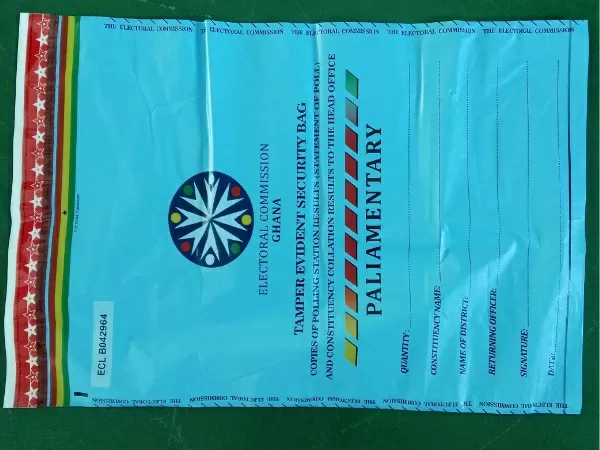 THE ELECTORAL COMMISSION THE ELECTORAL COMMISSION THE ELECTORAL COMMISSION THE ELECTORAL COMMISSION
ECL B042964
ELECTORAL COMMISSION
GHANA
TAMPER EVIDENT SECURITY BAG
COPIES OF POLLING STATION RESULTS (STATEMENT OF POLL)
AND CONSTITUENCY COLLATION RESULTS TO THE HEAD OFFICE
PALIAMENTARY
QUANTITY:
CONSTITUENCY NAME:
NAME OF DISTRICT:
RETURNING OFFICER:
SIGNATURE:
DATE:
THE ELECTORAL COMMISSION THE ELECTORAL COMMISSION THE ELECTORAL COMMISSION THE ELECTORAL COMMISSION